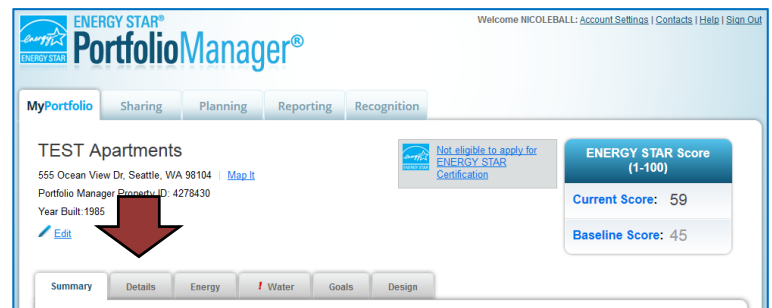 Welcome NICOLEBALL: Account Settings | Contacts | Help | Sign Out
energy
ENERGY STAR
ENERGY STAR®
PortfolioManager®
MyPortfolio Sharing Planning Reporting Recognition
TEST Apartments
555 Ocean View Dr, Seattle, WA 98104 | Map It
Portfolio Manager Property ID: 4278430
Year Built:1985
Edit
energy
ENERGY STAR
Not eligible to apply for
ENERGY STAR
Certification
ENERGY STAR Score
(1-100)
Current Score: 59
Baseline Score: 45
Summary Details Energy ! Water Goals Design